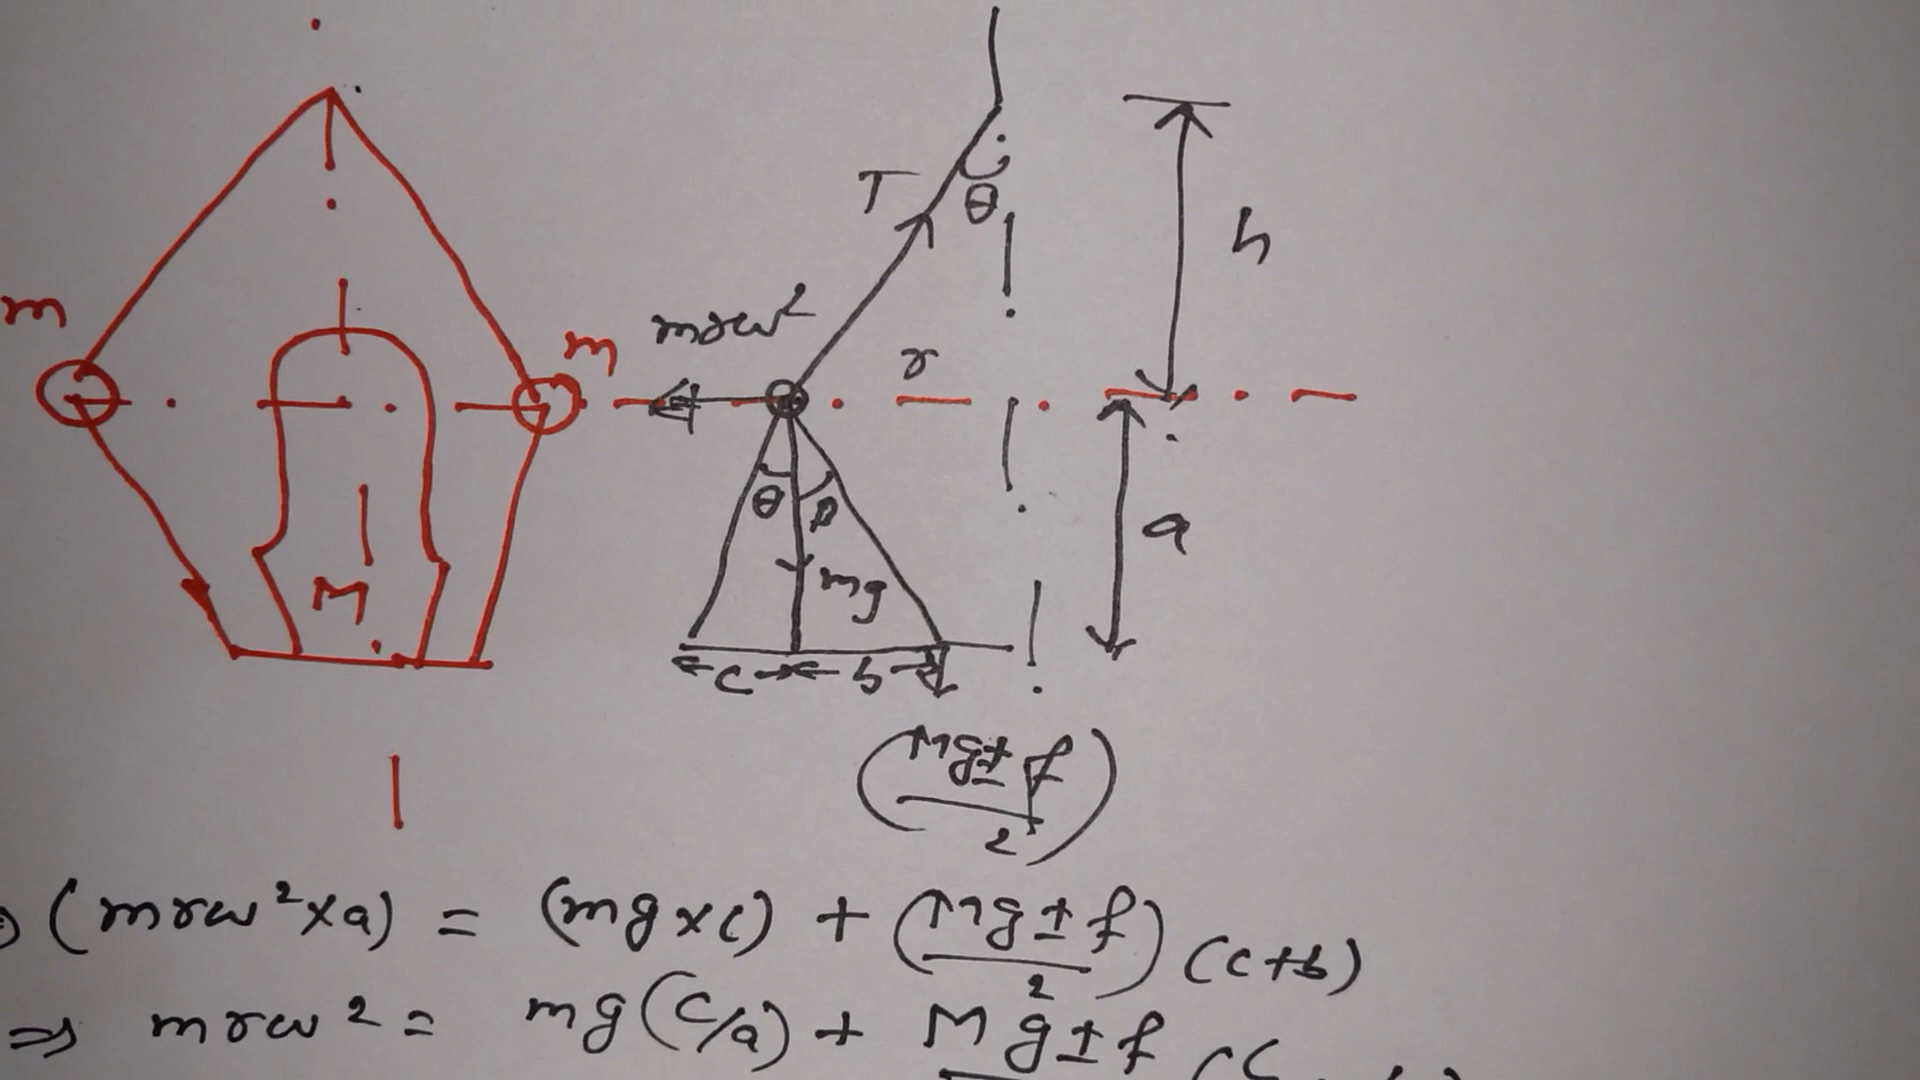 T
θ
h
m
mrω²
r
m
θ
β
a
mg
M
c
b
(Mg±f/2)
(mrω²×a) = (mg×c) + (Mg±f/2)(c+b)
⇒ mrω² = mg(c/a) + Mg±f